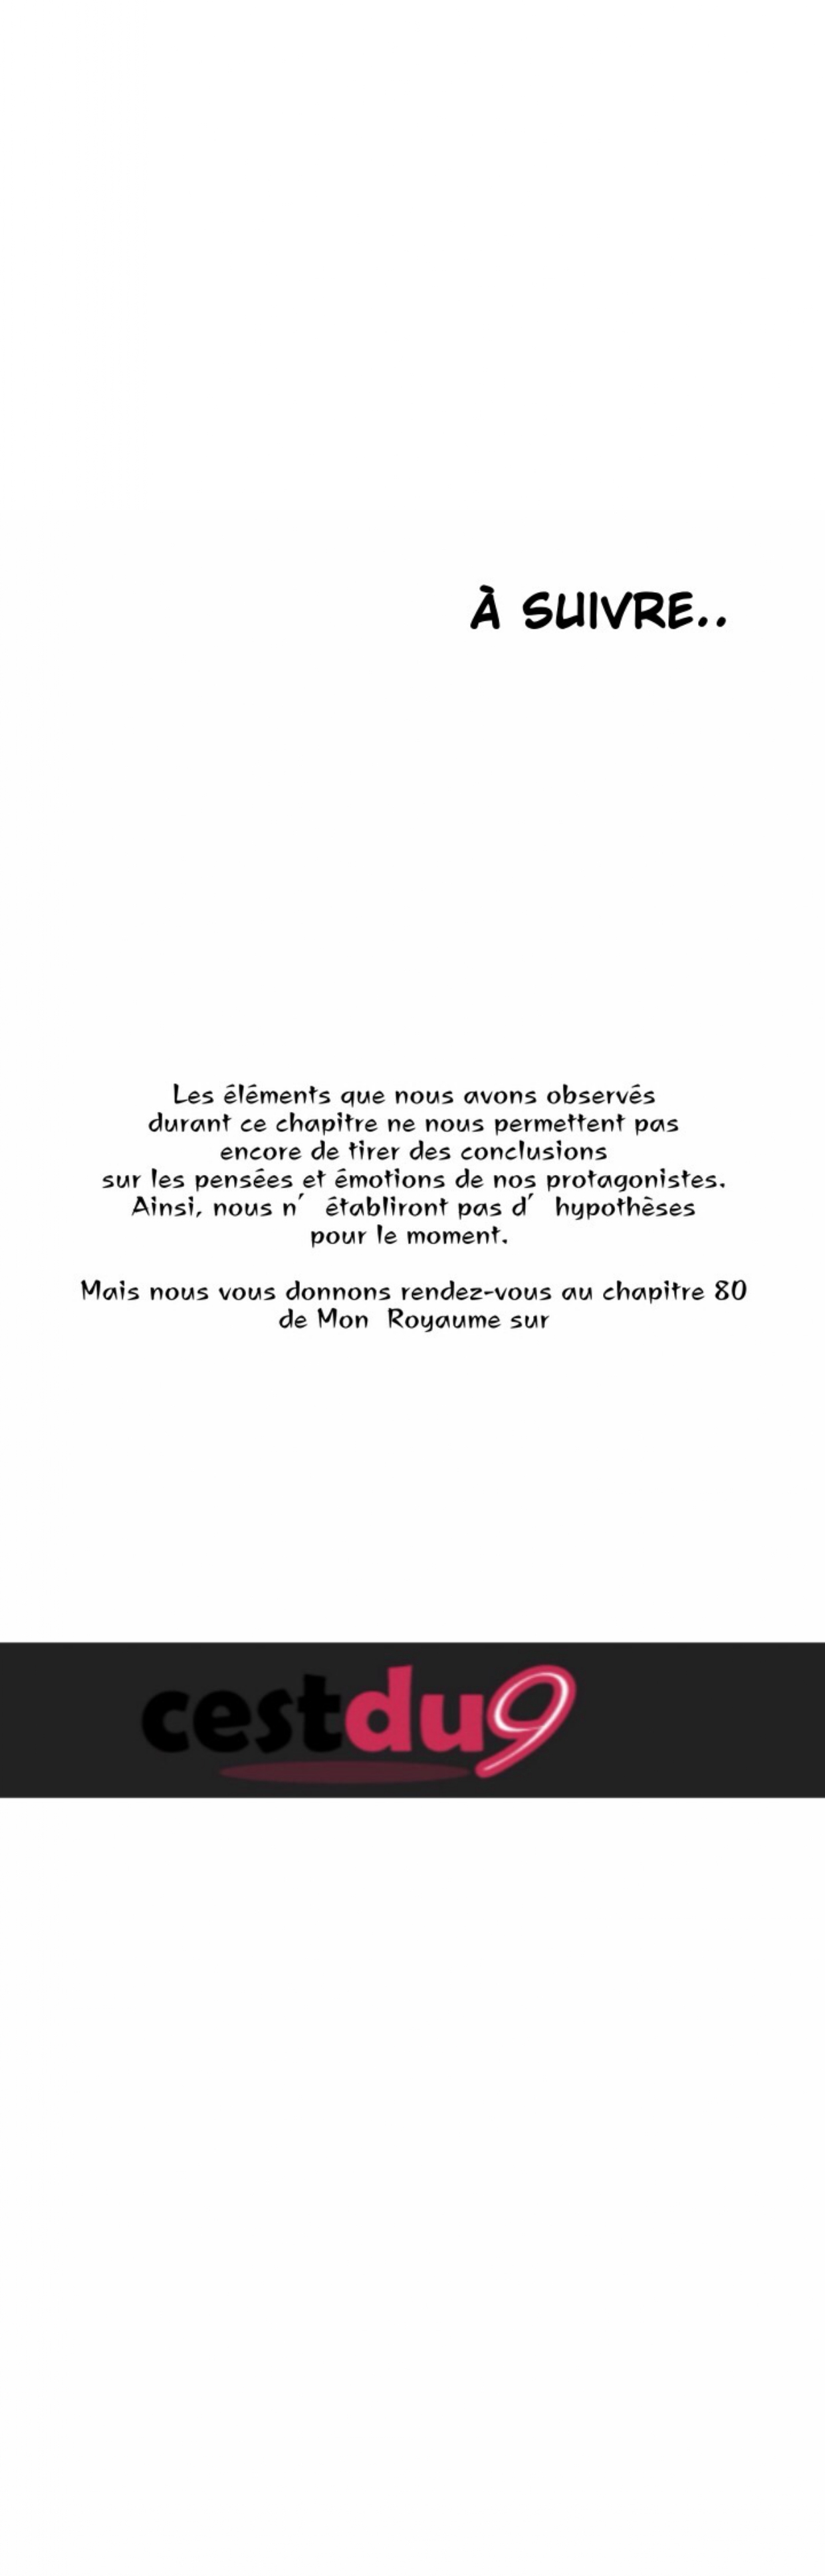 À SUIVRE..
Les éléments que nous avons observés
durant ce chapitre ne nous permettent pas
encore de tirer des conclusions
sur les pensées et émotions de nos protagonistes.
Ainsi, nous n' établiront pas d' hypothèses
pour le moment.
Mais nous vous donnons rendez-vous au chapitre 80
de Mon Royaume sur
cestdu9